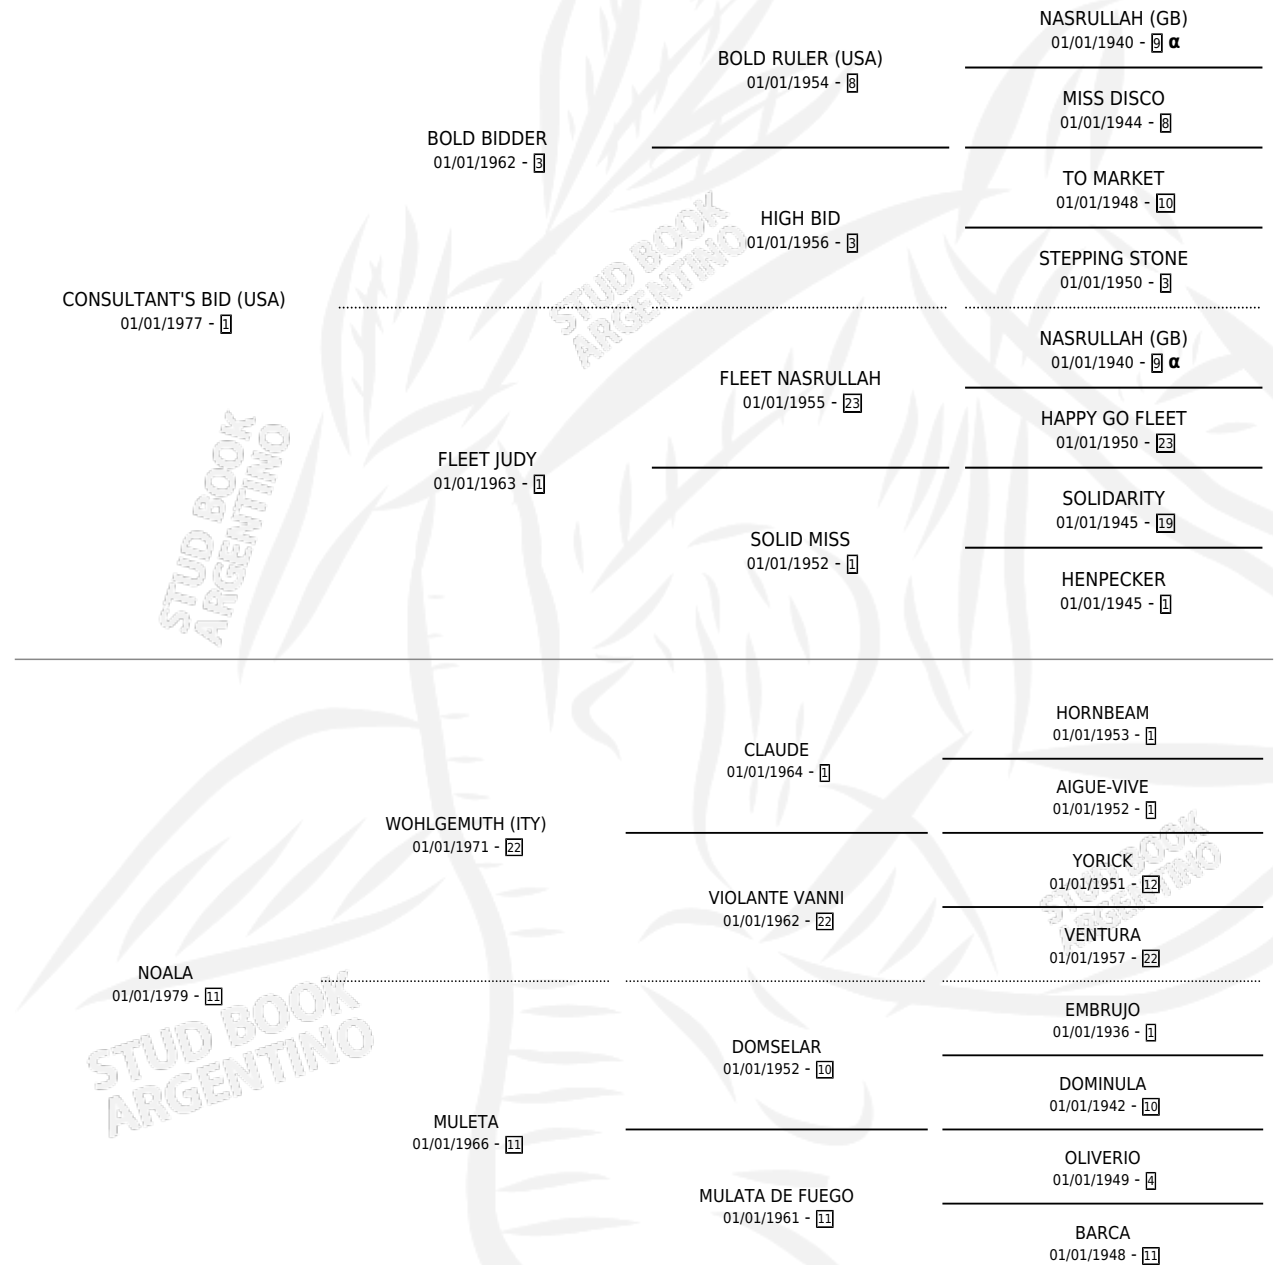 NASRULLAH (GB)
01/01/1940 - 9 α
BOLD RULER (USA)
01/01/1954 - 8
MISS DISCO
01/01/1944 - 8
BOLD BIDDER
01/01/1962 - 3
TO MARKET
01/01/1948 - 10
HIGH BID
01/01/1956 - 3
STEPPING STONE
01/01/1950 - 3
CONSULTANT'S BID (USA)
01/01/1977 - 1
NASRULLAH (GB)
01/01/1940 - 9 α
FLEET NASRULLAH
01/01/1955 - 23
HAPPY GO FLEET
01/01/1950 - 23
FLEET JUDY
01/01/1963 - 1
SOLIDARITY
01/01/1945 - 19
SOLID MISS
01/01/1952 - 1
HENPECKER
01/01/1945 - 1
HORNBEAM
01/01/1953 - 1
CLAUDE
01/01/1964 - 1
AIGUE-VIVE
01/01/1952 - 1
WOHLGEMUTH (ITY)
01/01/1971 - 22
YORICK
01/01/1951 - 12
VIOLANTE VANNI
01/01/1962 - 22
VENTURA
01/01/1957 - 22
NOALA
01/01/1979 - 11
EMBRUJO
01/01/1936 - 1
DOMSELAR
01/01/1952 - 10
DOMINULA
01/01/1942 - 10
MULETA
01/01/1966 - 11
OLIVERIO
01/01/1949 - 4
MULATA DE FUEGO
01/01/1961 - 11
BARCA
01/01/1948 - 11
STUD BOOK
ARGENTINO
STUD BOOK
ARGENTINO
STUD BOOK
ARGENTINO
STUD BOOK
ARGENTINO